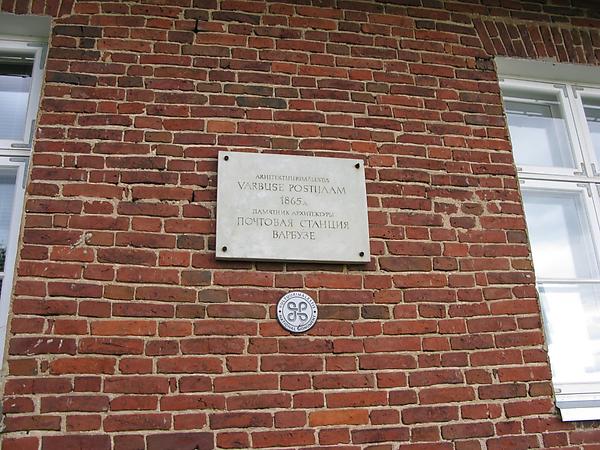 ARHITEKTUURIMÄLESTIS
VARBUSE POSTIJAAM
1865 A.
ПАМЯТНИК АРХИТЕКТУРЫ
ПОЧТОВАЯ СТАНЦИЯ
ВАРБУЗЕ